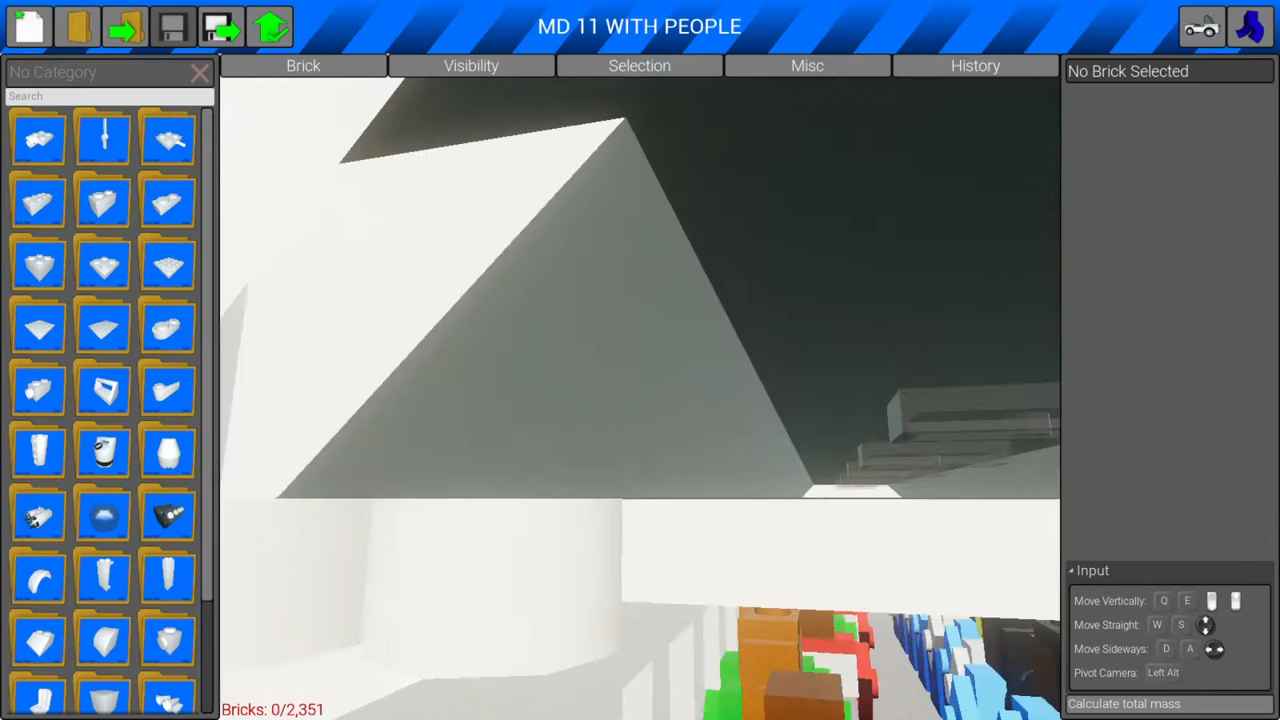 MD 11 WITH PEOPLE
No Category
Search
Brick
Visibility
Selection
Misc
History
No Brick Selected
Input
Move Vertically: Q E
Move Straight: W S
Move Sideways: D A
Pivot Camera: Left Alt
Calculate total mass
Bricks: 0/2,351